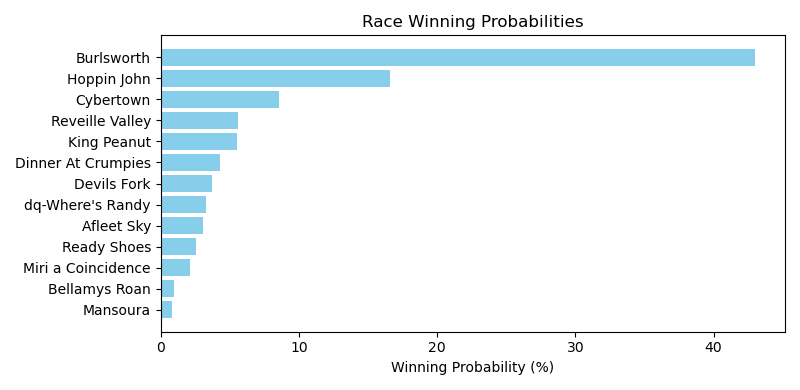 Race Winning Probabilities
Burlsworth
Hoppin John
Cybertown
Reveille Valley
King Peanut
Dinner At Crumpies
Devils Fork
dq-Where's Randy
Afleet Sky
Ready Shoes
Miri a Coincidence
Bellamys Roan
Mansoura
0 10 20 30 40
Winning Probability (%)